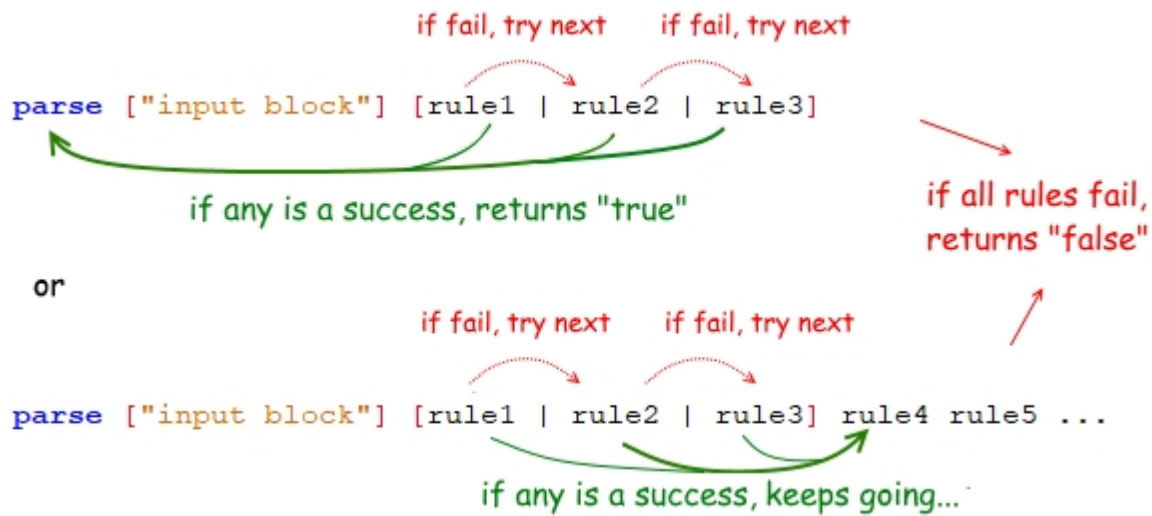 if fail, try next if fail, try next
parse ["input block"] [rule1 | rule2 | rule3]
if any is a success, returns "true"
if all rules fail,
returns "false"
or
if fail, try next if fail, try next
parse ["input block"] [rule1 | rule2 | rule3] rule4 rule5 ...
if any is a success, keeps going...